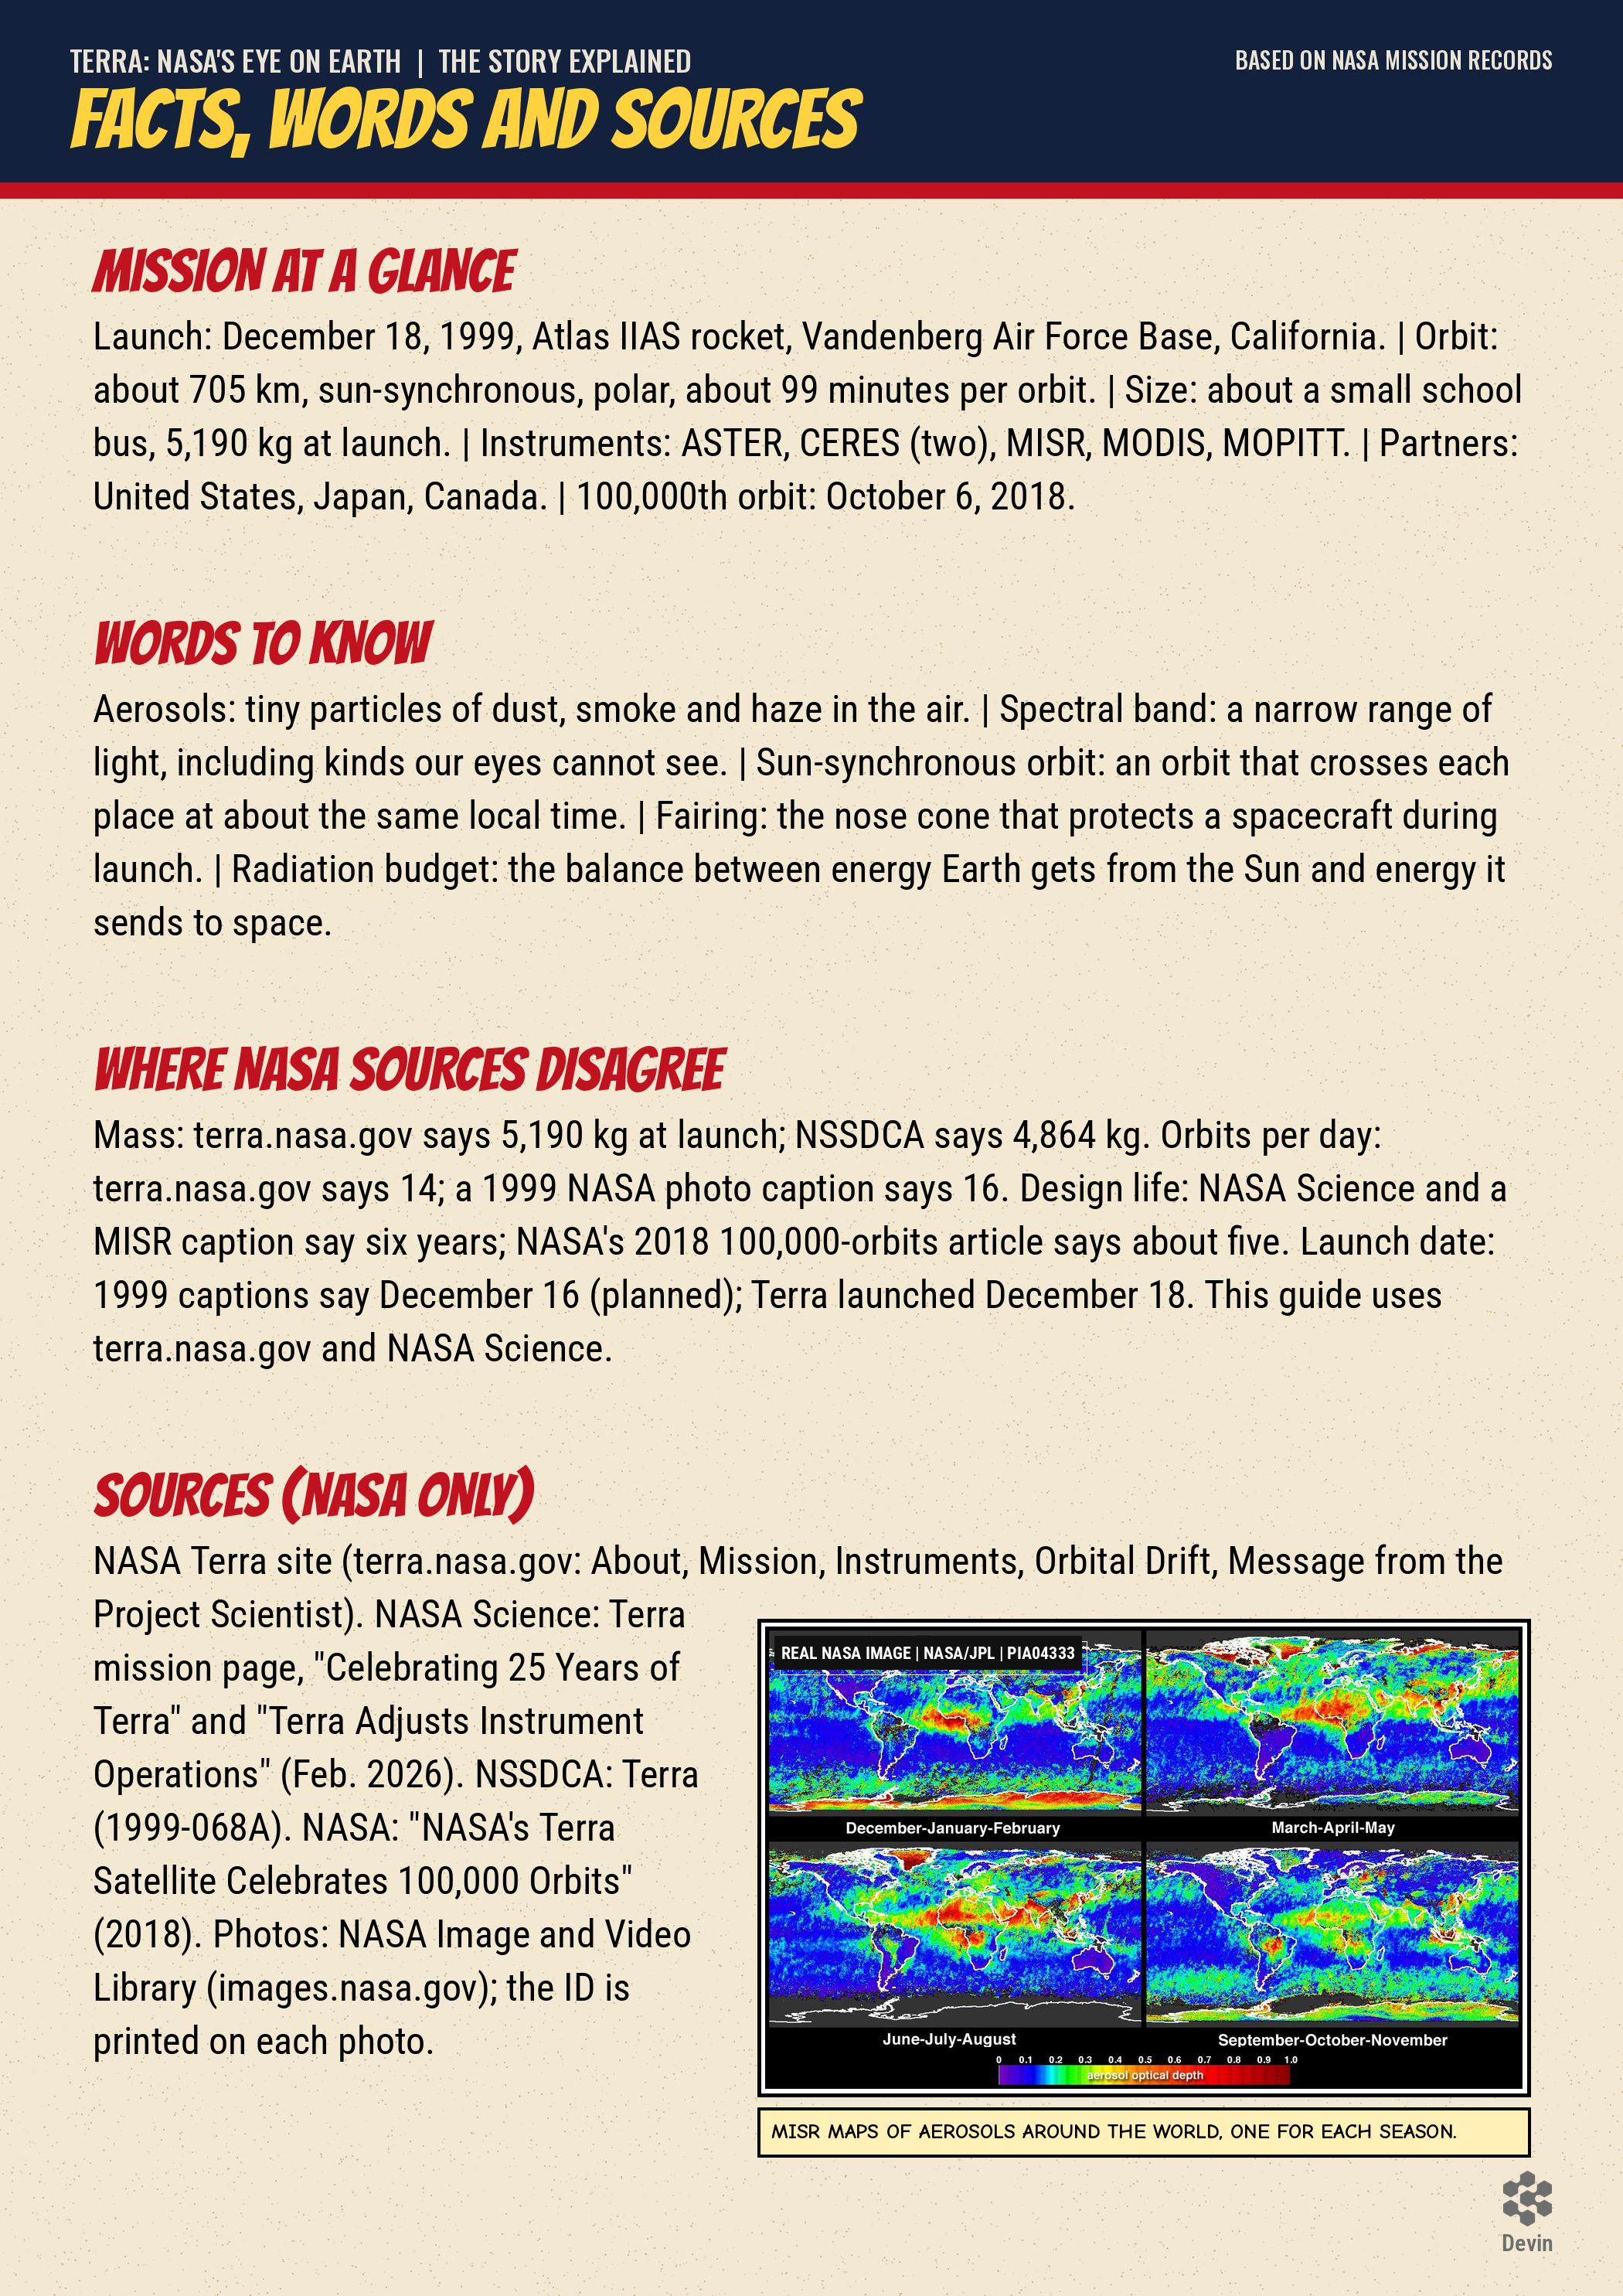 TERRA: NASA'S EYE ON EARTH | THE STORY EXPLAINED
BASED ON NASA MISSION RECORDS
FACTS, WORDS AND SOURCES
MISSION AT A GLANCE
Launch: December 18, 1999, Atlas IIAS rocket, Vandenberg Air Force Base, California. | Orbit:
about 705 km, sun-synchronous, polar, about 99 minutes per orbit. | Size: about a small school
bus, 5,190 kg at launch. | Instruments: ASTER, CERES (two), MISR, MODIS, MOPITT. | Partners:
United States, Japan, Canada. | 100,000th orbit: October 6, 2018.
WORDS TO KNOW
Aerosols: tiny particles of dust, smoke and haze in the air. | Spectral band: a narrow range of
light, including kinds our eyes cannot see. | Sun-synchronous orbit: an orbit that crosses each
place at about the same local time. | Fairing: the nose cone that protects a spacecraft during
launch. | Radiation budget: the balance between energy Earth gets from the Sun and energy it
sends to space.
WHERE NASA SOURCES DISAGREE
Mass: terra.nasa.gov says 5,190 kg at launch; NSSDCA says 4,864 kg. Orbits per day:
terra.nasa.gov says 14; a 1999 NASA photo caption says 16. Design life: NASA Science and a
MISR caption say six years; NASA's 2018 100,000-orbits article says about five. Launch date:
1999 captions say December 16 (planned); Terra launched December 18. This guide uses
terra.nasa.gov and NASA Science.
SOURCES (NASA ONLY)
NASA Terra site (terra.nasa.gov: About, Mission, Instruments, Orbital Drift, Message from the
Project Scientist). NASA Science: Terra
mission page, "Celebrating 25 Years of
Terra" and "Terra Adjusts Instrument
Operations" (Feb. 2026). NSSDCA: Terra
(1999-068A). NASA: "NASA's Terra
Satellite Celebrates 100,000 Orbits"
(2018). Photos: NASA Image and Video
Library (images.nasa.gov); the ID is
printed on each photo.
REAL NASA IMAGE | NASA/JPL | PIA04333
December-January-February
March-April-May
June-July-August
September-October-November
0 0.1 0.2 0.3 0.4 0.5 0.6 0.7 0.8 0.9 1.0
aerosol optical depth
MISR MAPS OF AEROSOLS AROUND THE WORLD, ONE FOR EACH SEASON.
Devin